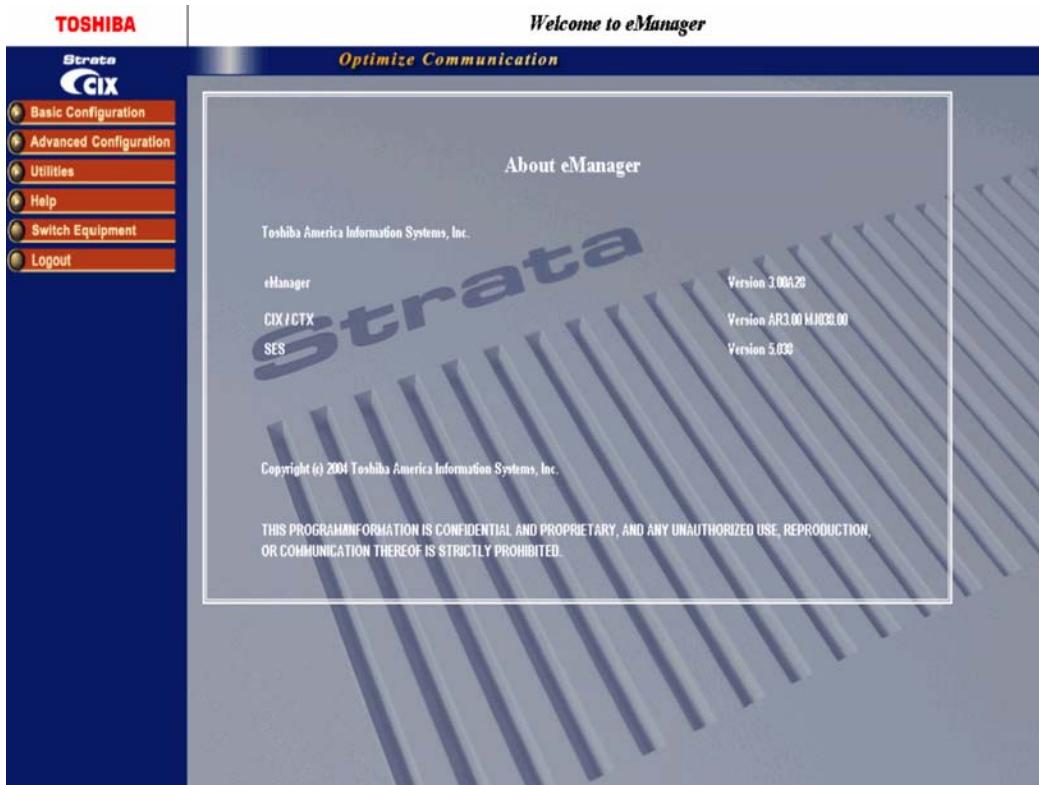 TOSHIBA
Welcome to eManager
Strata
CIX
Optimize Communication
Basic Configuration
Advanced Configuration
Utilities
Help
Switch Equipment
Logout
About eManager
Toshiba America Information Systems, Inc.
Strata
eManager Version 3.00A28
CIX / CTX Version AR3.00 MJ030.00
SES Version 5.030
Copyright (c) 2004 Toshiba America Information Systems, Inc.
THIS PROGRAM/INFORMATION IS CONFIDENTIAL AND PROPRIETARY, AND ANY UNAUTHORIZED USE, REPRODUCTION,
OR COMMUNICATION THEREOF IS STRICTLY PROHIBITED.